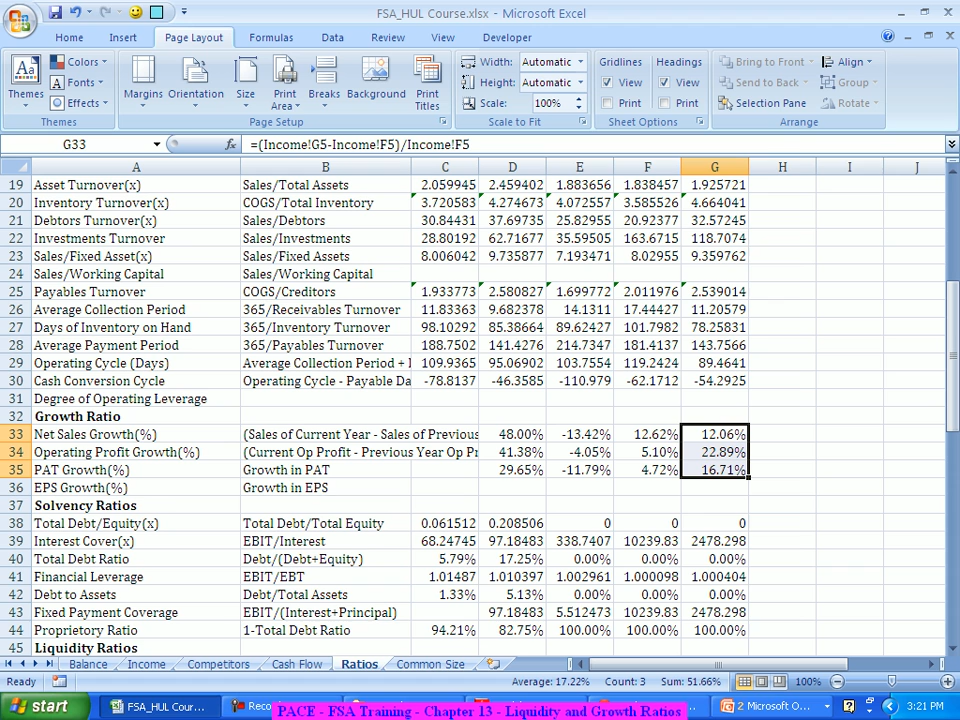 FSA_HUL Course.xlsx - Microsoft Excel
Home Insert Page Layout Formulas Data Review View Developer
Themes Colors Fonts Effects Margins Orientation Size Print Area Breaks Background Print Titles Width: Automatic Height: Automatic Scale: 100% Gridlines View Print Headings View Print Bring to Front Send to Back Selection Pane Align Group Rotate
Themes Page Setup Scale to Fit Sheet Options Arrange
G33 fx =(Income!G5-Income!F5)/Income!F5
A B C D E F G H I J
19 Asset Turnover(x) Sales/Total Assets 2.059945 2.459402 1.883656 1.838457 1.925721
20 Inventory Turnover(x) COGS/Total Inventory 3.720583 4.274673 4.072557 3.585526 4.664041
21 Debtors Turnover(x) Sales/Debtors 30.84431 37.69735 25.82955 20.92377 32.57245
22 Investments Turnover Sales/Investments 28.80192 62.71677 35.59505 163.6715 118.7074
23 Sales/Fixed Asset(x) Sales/Fixed Assets 8.006042 9.735877 7.193471 8.02955 9.359762
24 Sales/Working Capital Sales/Working Capital
25 Payables Turnover COGS/Creditors 1.933773 2.580827 1.699772 2.011976 2.539014
26 Average Collection Period 365/Receivables Turnover 11.83363 9.682378 14.1311 17.44427 11.20579
27 Days of Inventory on Hand 365/Inventory Turnover 98.10292 85.38664 89.62427 101.7982 78.25831
28 Average Payment Period 365/Payables Turnover 188.7502 141.4276 214.7347 181.4137 143.7566
29 Operating Cycle (Days) Average Collection Period + I 109.9365 95.06902 103.7554 119.2424 89.4641
30 Cash Conversion Cycle Operating Cycle - Payable Da -78.8137 -46.3585 -110.979 -62.1712 -54.2925
31 Degree of Operating Leverage
32 Growth Ratio
33 Net Sales Growth(%) (Sales of Current Year - Sales of Previous 48.00% -13.42% 12.62% 12.06%
34 Operating Profit Growth(%) (Current Op Profit - Previous Year Op Pr 41.38% -4.05% 5.10% 22.89%
35 PAT Growth(%) Growth in PAT 29.65% -11.79% 4.72% 16.71%
36 EPS Growth(%) Growth in EPS
37 Solvency Ratios
38 Total Debt/Equity(x) Total Debt/Total Equity 0.061512 0.208506 0 0 0
39 Interest Cover(x) EBIT/Interest 68.24745 97.18483 338.7407 10239.83 2478.298
40 Total Debt Ratio Debt/(Debt+Equity) 5.79% 17.25% 0.00% 0.00% 0.00%
41 Financial Leverage EBIT/EBT 1.01487 1.010397 1.002961 1.000098 1.000404
42 Debt to Assets Debt/Total Assets 1.33% 5.13% 0.00% 0.00% 0.00%
43 Fixed Payment Coverage EBIT/(Interest+Principal) 97.18483 5.512473 10239.83 2478.298
44 Proprietory Ratio 1-Total Debt Ratio 94.21% 82.75% 100.00% 100.00% 100.00%
45 Liquidity Ratios
Balance Income Competitors Cash Flow Ratios Common Size
Ready Average: 17.22% Count: 3 Sum: 51.66% 100%
start FSA_HUL Cour... Reco 2 Microsoft O... 3:21 PM
PACE - FSA Training - Chapter 13 - Liquidity and Growth Ratios